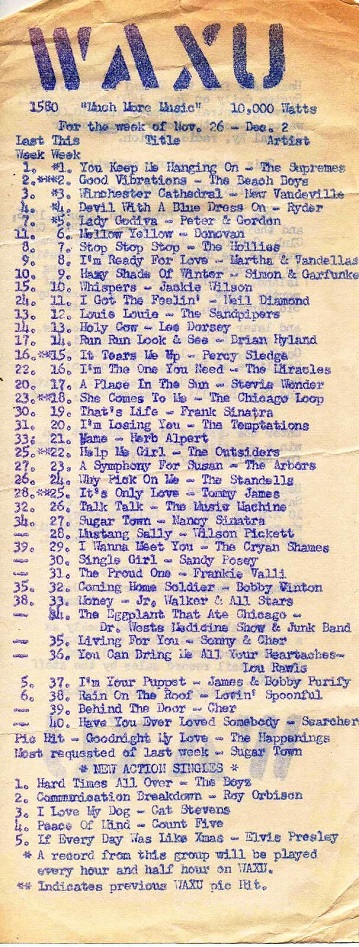 WAXU
1580 "Much More Music" 10,000 Watts
For the week of Nov. 26 - Dec. 2
Last This Title Artist
Week Week
1. *1. You Keep Me Hanging On - The Supremes
2.***2. Good Vibrations - The Beach Boys
3. *3. Winchester Cathedral - New Vaudeville
4. *4. Devil With A Blue Dress On - Ryder
7. *5. Lady Godiva - Peter & Gordon
11. 6. Mellow Yellow - Donovan
8. 7. Stop Stop Stop - The Hollies
9. 8. I'm Ready For Love - Martha & Vandellas
10. 9. Hazy Shade Of Winter - Simon & Garfunke
15. 10. Whispers - Jackie Wilson
24. 11. I Got The Feelin' - Neil Diamond
13. 12. Louie Louie - The Sandpipers
14. 13. Holy Cow - Lee Dorsey
17. 14. Run Run Look & See - Brian Hyland
16.**15. It Tears Me Up - Percy Sledge
22. 16. I'm The One You Need - The Miracles
20. 17. A Place In The Sun - Stevie Wonder
23.**18. She Comes To Me - The Chicago Loop
30. 19. That's Life - Frank Sinatra
31. 20. I'm Losing You - The Temptations
33. 21. Mame - Herb Alpert
25.**22. Help Me Girl - The Outsiders
27. 23. A Symphony For Susan - The Arbors
26. 24. Why Pick On Me - The Standells
28.**25. It's Only Love - Tommy James
32. 26. Talk Talk - The Music Machine
34. 27. Sugar Town - Nancy Sinatra
— 28. Mustang Sally - Wilson Pickett
39. 29. I Wanna Meet You - The Cryan Shames
— 30. Single Girl - Sandy Posey
— 31. The Proud One - Frankie Valli
35. 32. Coming Home Soldier - Bobby Vinton
38. 33. Money - Jr. Walker & All Stars
— 34. The Eggplant That Ate Chicago -
Dr. Wests Medicine Show & Junk Band
— 35. Living For You - Sonny & Cher
— 36. You Can Bring Me All Your Heartaches-
Lou Rawls
5. 37. I'm Your Puppet - James & Bobby Purify
6. 38. Rain On The Roof - Lovin' Spoonful
— 39. Behind The Door - Cher
— 40. Have You Ever Loved Somebody - Searcher
Pic Hit - Goodnight My Love - The Happenings
Most requested of last week - Sugar Town
* NEW ACTION SINGLES *
1. Hard Times All Over - The Boyz
2. Communication Breakdown - Roy Orbison
3. I Love My Dog - Cat Stevens
4. Peace Of Mind - Count Five
5. If Every Day Was Like Xmas - Elvis Presley
* A record from this group will be played
every hour and half hour on WAXU.
** Indicates previous WAXU pic Hit.